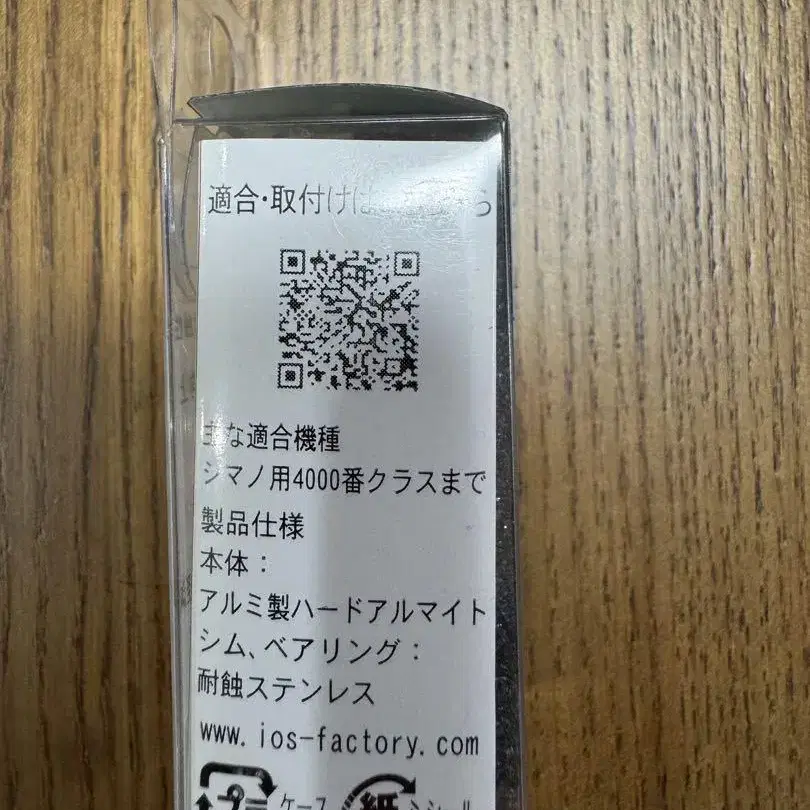 適合・取付けは
主な適合機種
シマノ用4000番クラスまで
製品仕様
本体：
アルミ製ハードアルマイト
シム、ベアリング：
耐蝕ステンレス
www.ios-factory.com
プ ケース 紙